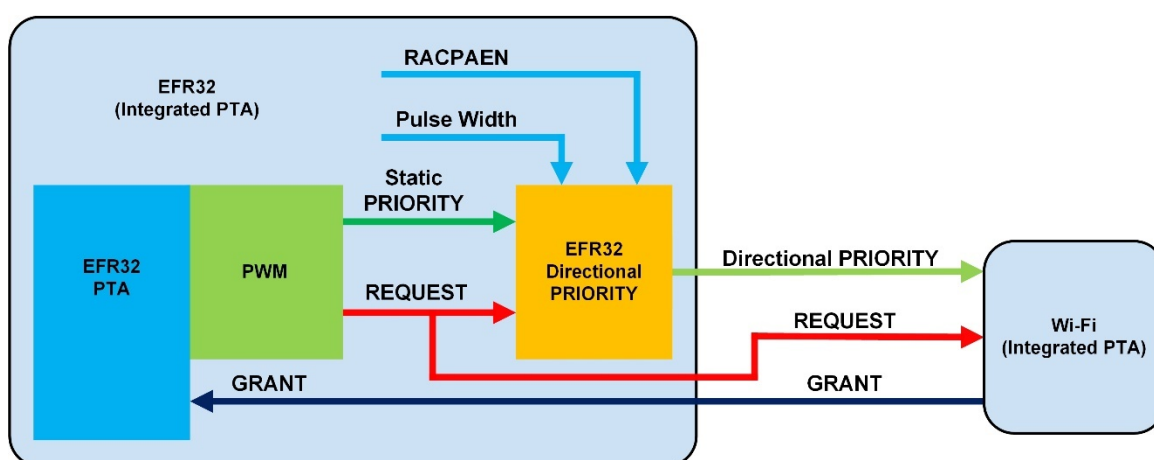 RACPAEN
EFR32
(Integrated PTA)
Pulse Width
Static
PRIORITY
EFR32
PTA
PWM
EFR32
Directional
PRIORITY
Directional PRIORITY
REQUEST
REQUEST
Wi-Fi
(Integrated PTA)
GRANT
GRANT